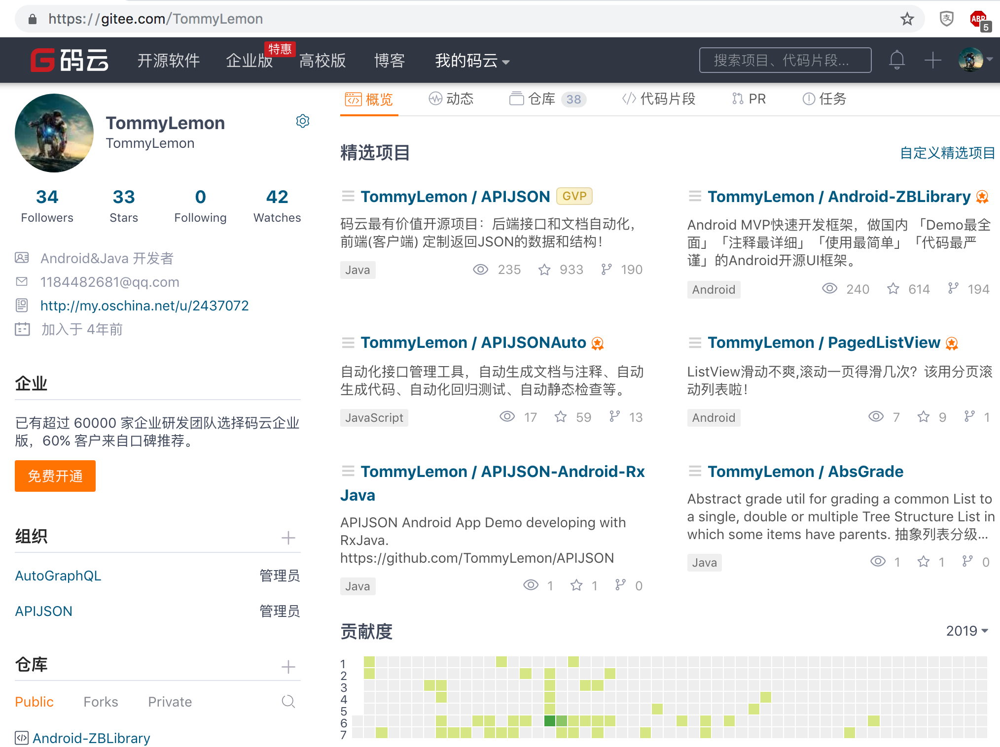 https://gitee.com/TommyLemon
ABP
5
码云
开源软件
企业版
特惠
高校版
博客
我的码云
搜索项目、代码片段...
TommyLemon
TommyLemon
34
33
0
42
Followers
Stars
Following
Watches
Android&Java 开发者
1184482681@qq.com
http://my.oschina.net/u/2437072
加入于 4年前
企业
已有超过 60000 家企业研发团队选择码云企业
版，60% 客户来自口碑推荐。
免费开通
组织
AutoGraphQL 管理员
APIJSON 管理员
仓库
Public Forks Private
Android-ZBLibrary
概览
动态
仓库 38
代码片段
PR
任务
精选项目
自定义精选项目
TommyLemon / APIJSON GVP
码云最有价值开源项目：后端接口和文档自动化，
前端(客户端) 定制返回JSON的数据和结构！
Java 235 933 190
TommyLemon / Android-ZBLibrary
Android MVP快速开发框架，做国内 「Demo最全
面」「注释最详细」「使用最简单」「代码最严
谨」的Android开源UI框架。
Android 240 614 194
TommyLemon / APIJSONAuto
自动化接口管理工具，自动生成文档与注释、自动
生成代码、自动化回归测试、自动静态检查等。
JavaScript 17 59 13
TommyLemon / PagedListView
ListView滑动不爽,滚动一页得滑几次？该用分页滚
动列表啦！
Android 7 9 1
TommyLemon / APIJSON-Android-Rx
Java
APIJSON Android App Demo developing with
RxJava.
https://github.com/TommyLemon/APIJSON
Java 1 1 0
TommyLemon / AbsGrade
Abstract grade util for grading a common List to
a single, double or multiple Tree Structure List in
which some items have parents. 抽象列表分级...
Java 1 1 0
贡献度
2019
1
2
3
4
5
6
7